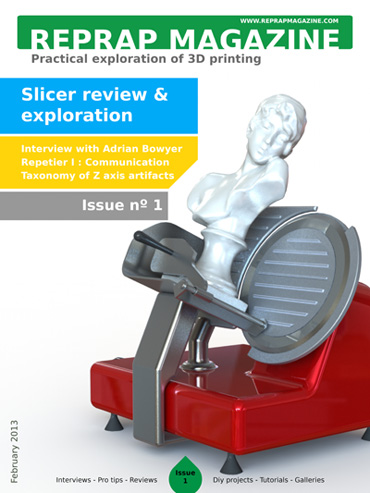 WWW.REPRAPMAGAZINE.COM
REPRAP MAGAZINE
Practical exploration of 3D printing
Slicer review &
exploration
Interview with Adrian Bowyer
Repetier I : Communication
Taxonomy of Z axis artifacts
Issue nº 1
February 2013
Interviews - Pro tips - Reviews
Issue
1
Diy projects - Tutorials - Galleries